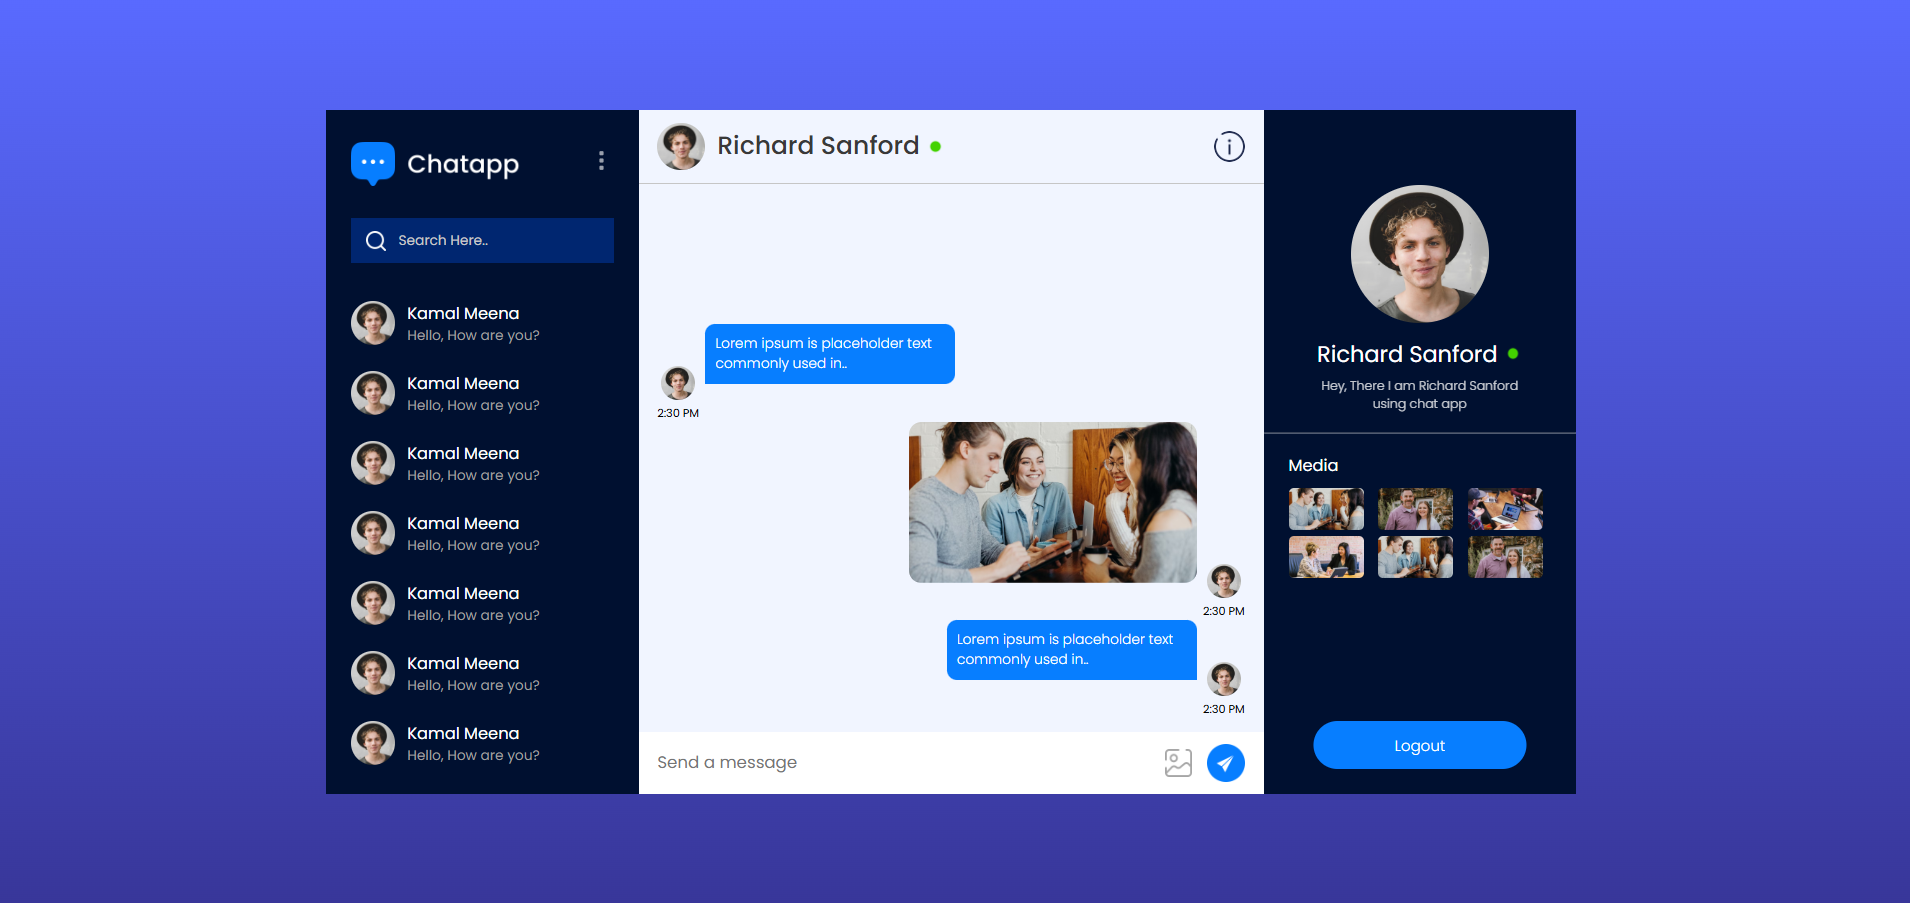 Chatapp
Search Here..
Kamal Meena
Hello, How are you?
Kamal Meena
Hello, How are you?
Kamal Meena
Hello, How are you?
Kamal Meena
Hello, How are you?
Kamal Meena
Hello, How are you?
Kamal Meena
Hello, How are you?
Kamal Meena
Hello, How are you?
Richard Sanford
Lorem ipsum is placeholder text
commonly used in..
2:30 PM
2:30 PM
Lorem ipsum is placeholder text
commonly used in..
2:30 PM
Send a message
Richard Sanford
Hey, There I am Richard Sanford
using chat app
Media
Logout